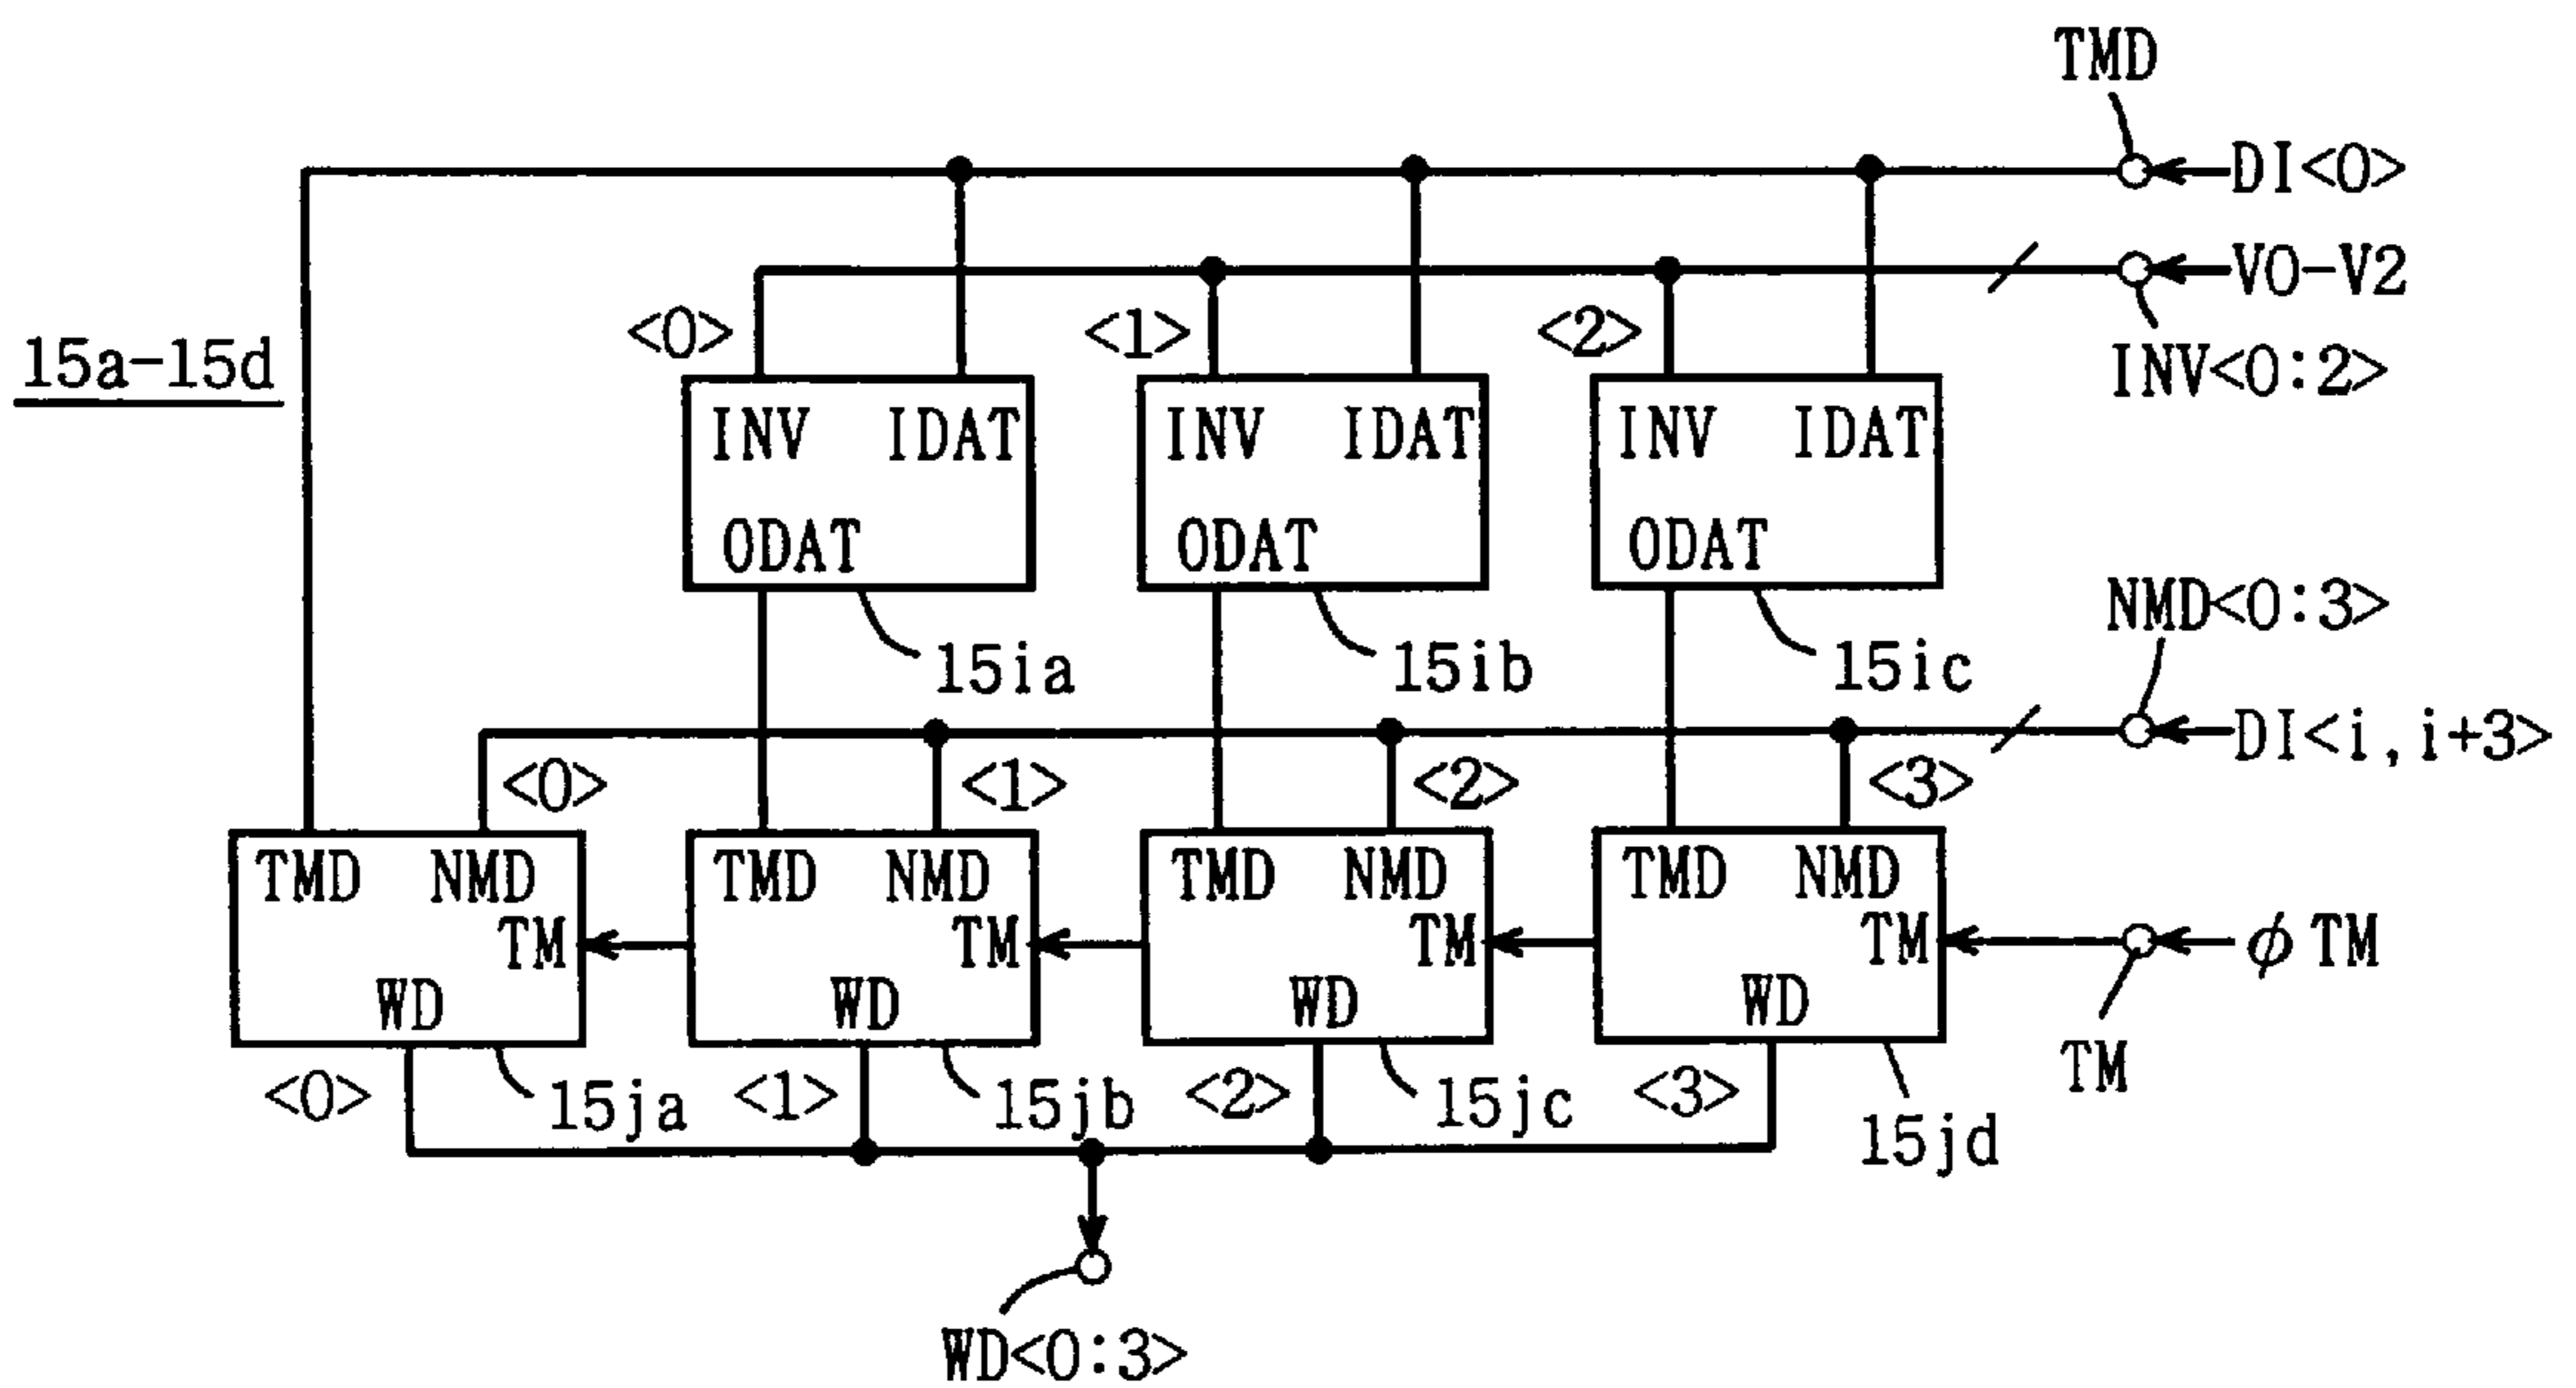 TMD
DI<0>
V0-V2
<0> <1> <2>
15a-15d
INV<0:2>
INV IDAT INV IDAT INV IDAT
ODAT ODAT ODAT
NMD<0:3>
15ia 15ib 15ic
DI<i,i+3>
<0> <1> <2> <3>
TMD NMD TMD NMD TMD NMD TMD NMD
TM TM TM TM ϕTM
WD WD WD WD
TM
<0> 15ja <1> 15jb <2> 15jc <3> 15jd
WD<0:3>